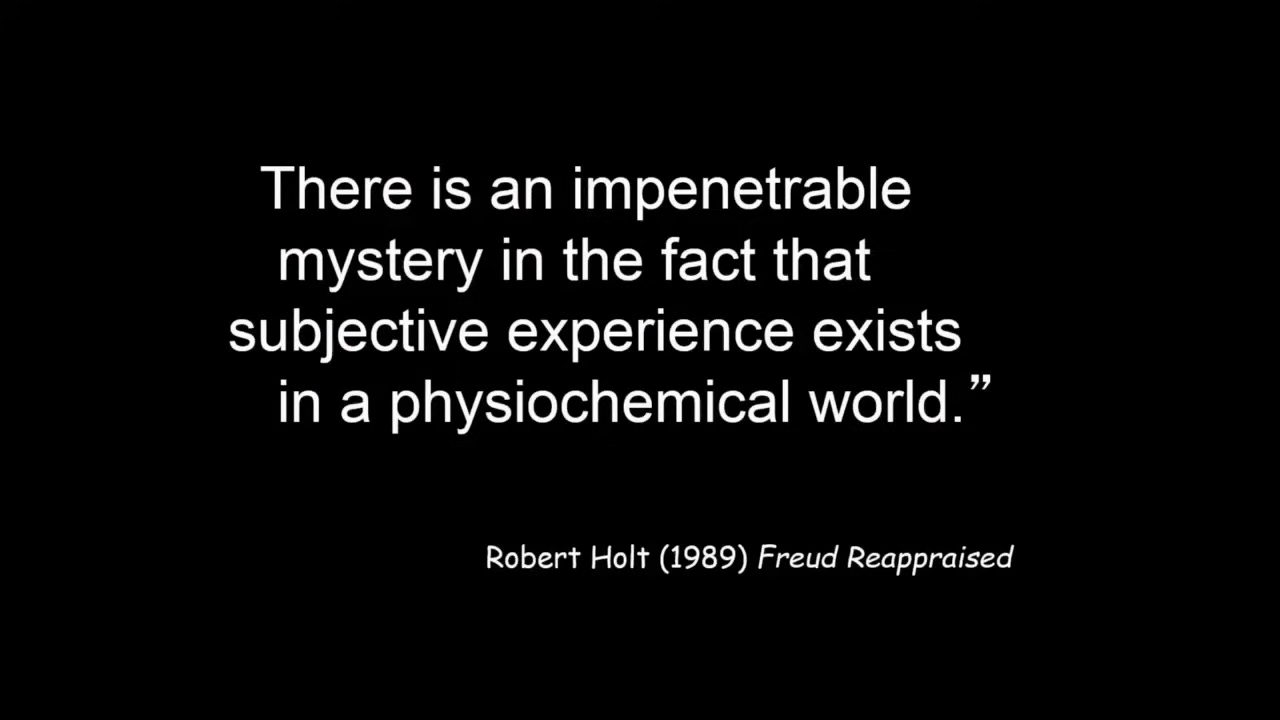 There is an impenetrable
mystery in the fact that
subjective experience exists
in a physiochemical world.”
Robert Holt (1989) Freud Reappraised